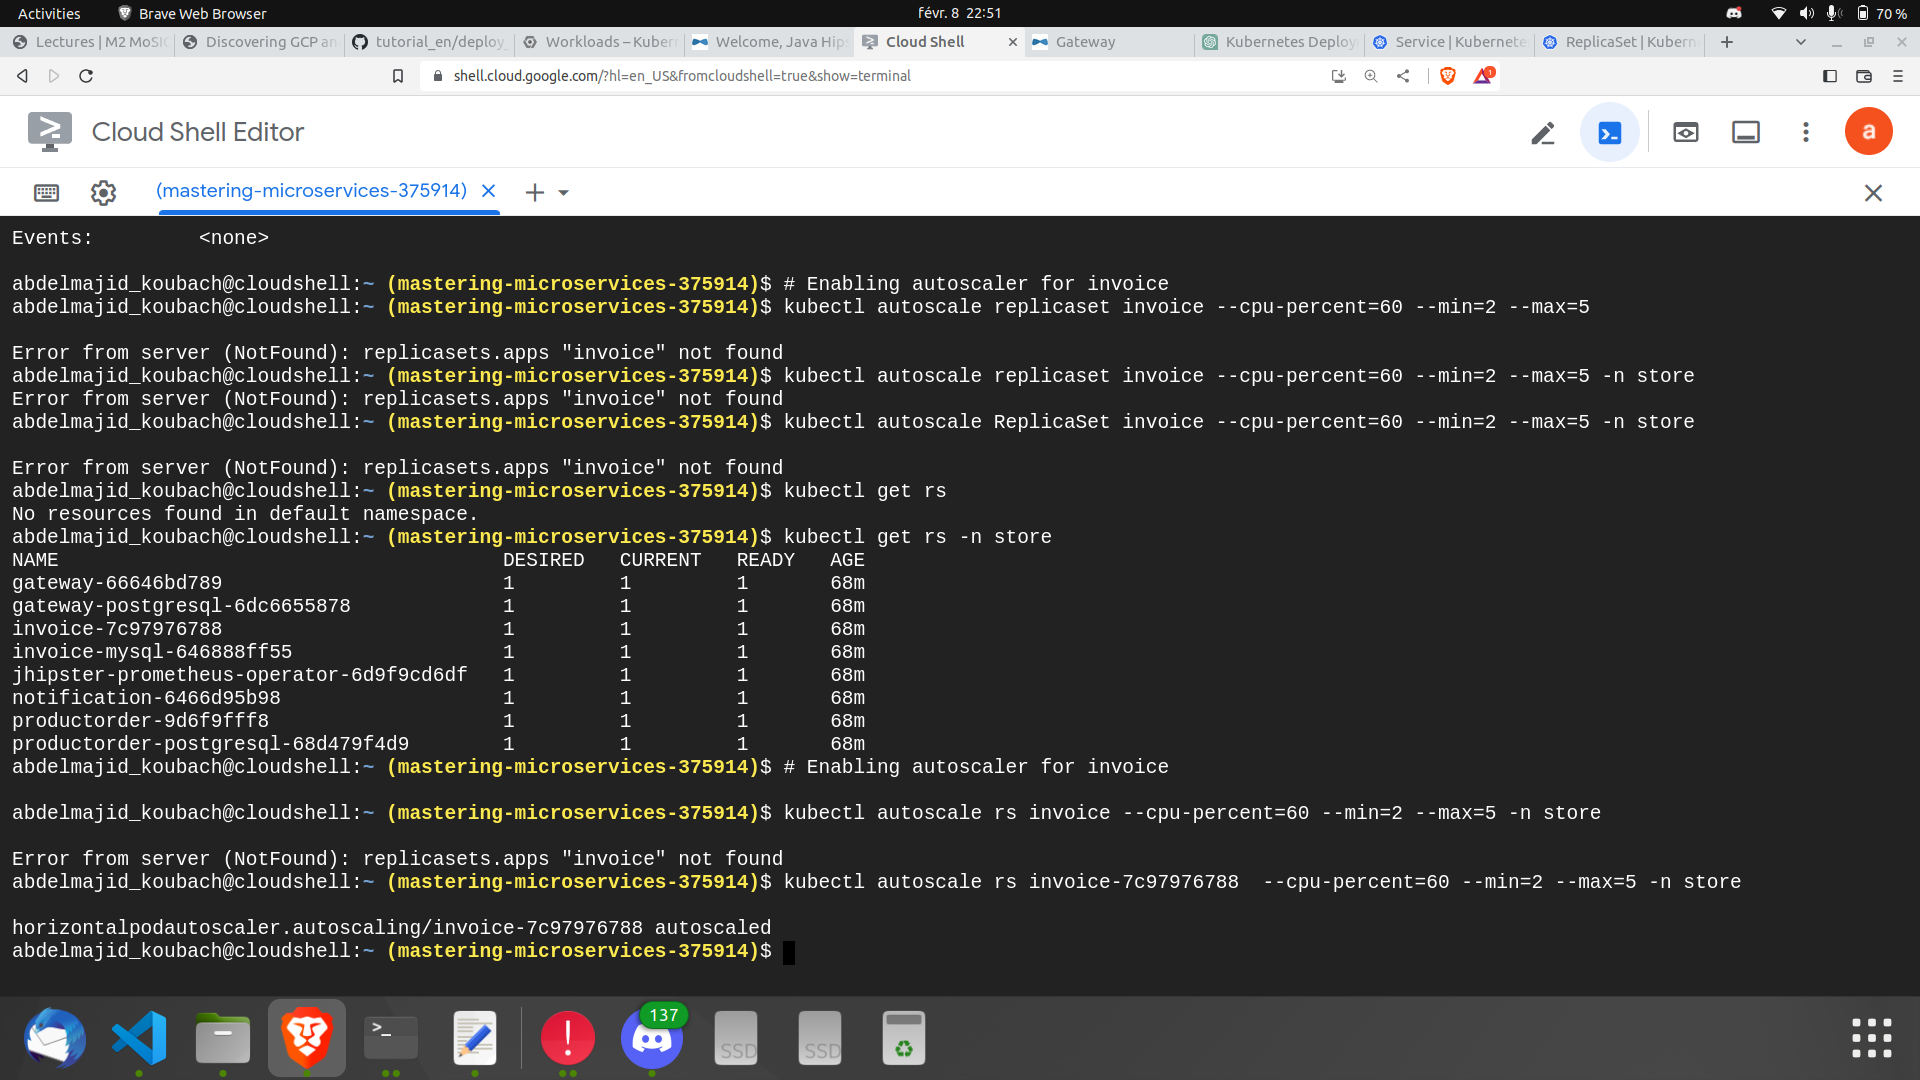 Activities
Brave Web Browser
févr. 8 22:51
70 %
Lectures | M2 MoSIC
Discovering GCP an
tutorial_en/deploy_
Workloads – Kubern
Welcome, Java Hips
Cloud Shell
Gateway
Kubernetes Deploy
Service | Kubernete
ReplicaSet | Kubern
shell.cloud.google.com/?hl=en_US&fromcloudshell=true&show=terminal
1
Cloud Shell Editor
a
(mastering-microservices-375914)
Events:         <none>
abdelmajid_koubach@cloudshell:~ (mastering-microservices-375914)$ # Enabling autoscaler for invoice
abdelmajid_koubach@cloudshell:~ (mastering-microservices-375914)$ kubectl autoscale replicaset invoice --cpu-percent=60 --min=2 --max=5
Error from server (NotFound): replicasets.apps "invoice" not found
abdelmajid_koubach@cloudshell:~ (mastering-microservices-375914)$ kubectl autoscale replicaset invoice --cpu-percent=60 --min=2 --max=5 -n store
Error from server (NotFound): replicasets.apps "invoice" not found
abdelmajid_koubach@cloudshell:~ (mastering-microservices-375914)$ kubectl autoscale ReplicaSet invoice --cpu-percent=60 --min=2 --max=5 -n store
Error from server (NotFound): replicasets.apps "invoice" not found
abdelmajid_koubach@cloudshell:~ (mastering-microservices-375914)$ kubectl get rs
No resources found in default namespace.
abdelmajid_koubach@cloudshell:~ (mastering-microservices-375914)$ kubectl get rs -n store
NAME                                      DESIRED   CURRENT   READY   AGE
gateway-66646bd789                        1         1         1       68m
gateway-postgresql-6dc6655878             1         1         1       68m
invoice-7c97976788                        1         1         1       68m
invoice-mysql-646888ff55                  1         1         1       68m
jhipster-prometheus-operator-6d9f9cd6df   1         1         1       68m
notification-6466d95b98                   1         1         1       68m
productorder-9d6f9fff8                    1         1         1       68m
productorder-postgresql-68d479f4d9        1         1         1       68m
abdelmajid_koubach@cloudshell:~ (mastering-microservices-375914)$ # Enabling autoscaler for invoice
abdelmajid_koubach@cloudshell:~ (mastering-microservices-375914)$ kubectl autoscale rs invoice --cpu-percent=60 --min=2 --max=5 -n store
Error from server (NotFound): replicasets.apps "invoice" not found
abdelmajid_koubach@cloudshell:~ (mastering-microservices-375914)$ kubectl autoscale rs invoice-7c97976788  --cpu-percent=60 --min=2 --max=5 -n store
horizontalpodautoscaler.autoscaling/invoice-7c97976788 autoscaled
abdelmajid_koubach@cloudshell:~ (mastering-microservices-375914)$
137
SSD
SSD